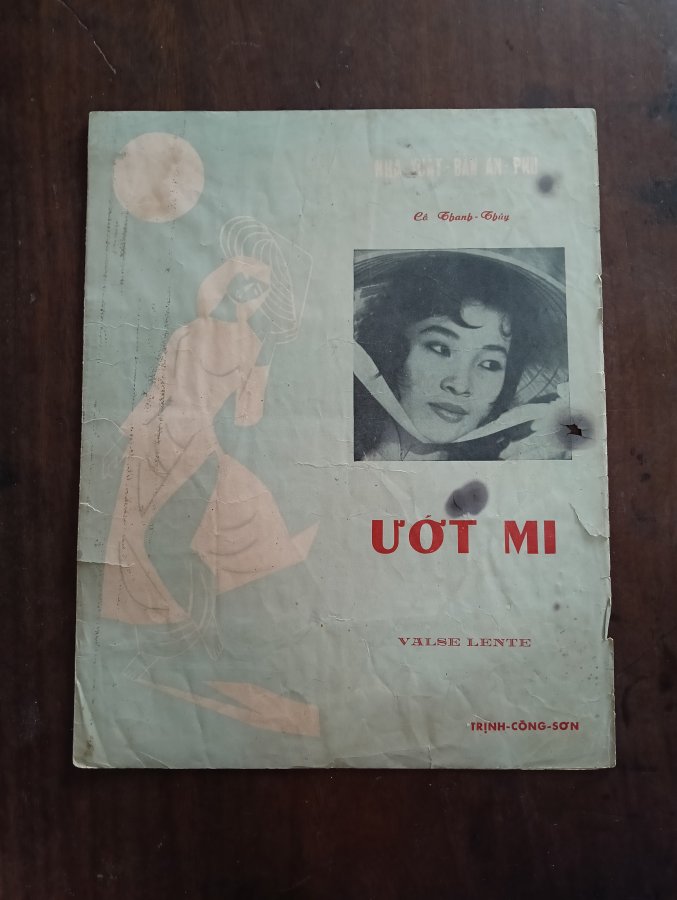 NHÀ XUẤT-BẢN AN-PHÚ
Cô Thanh-Thúy
ƯỚT MI
VALSE LENTE
TRỊNH-CÔNG-SƠN